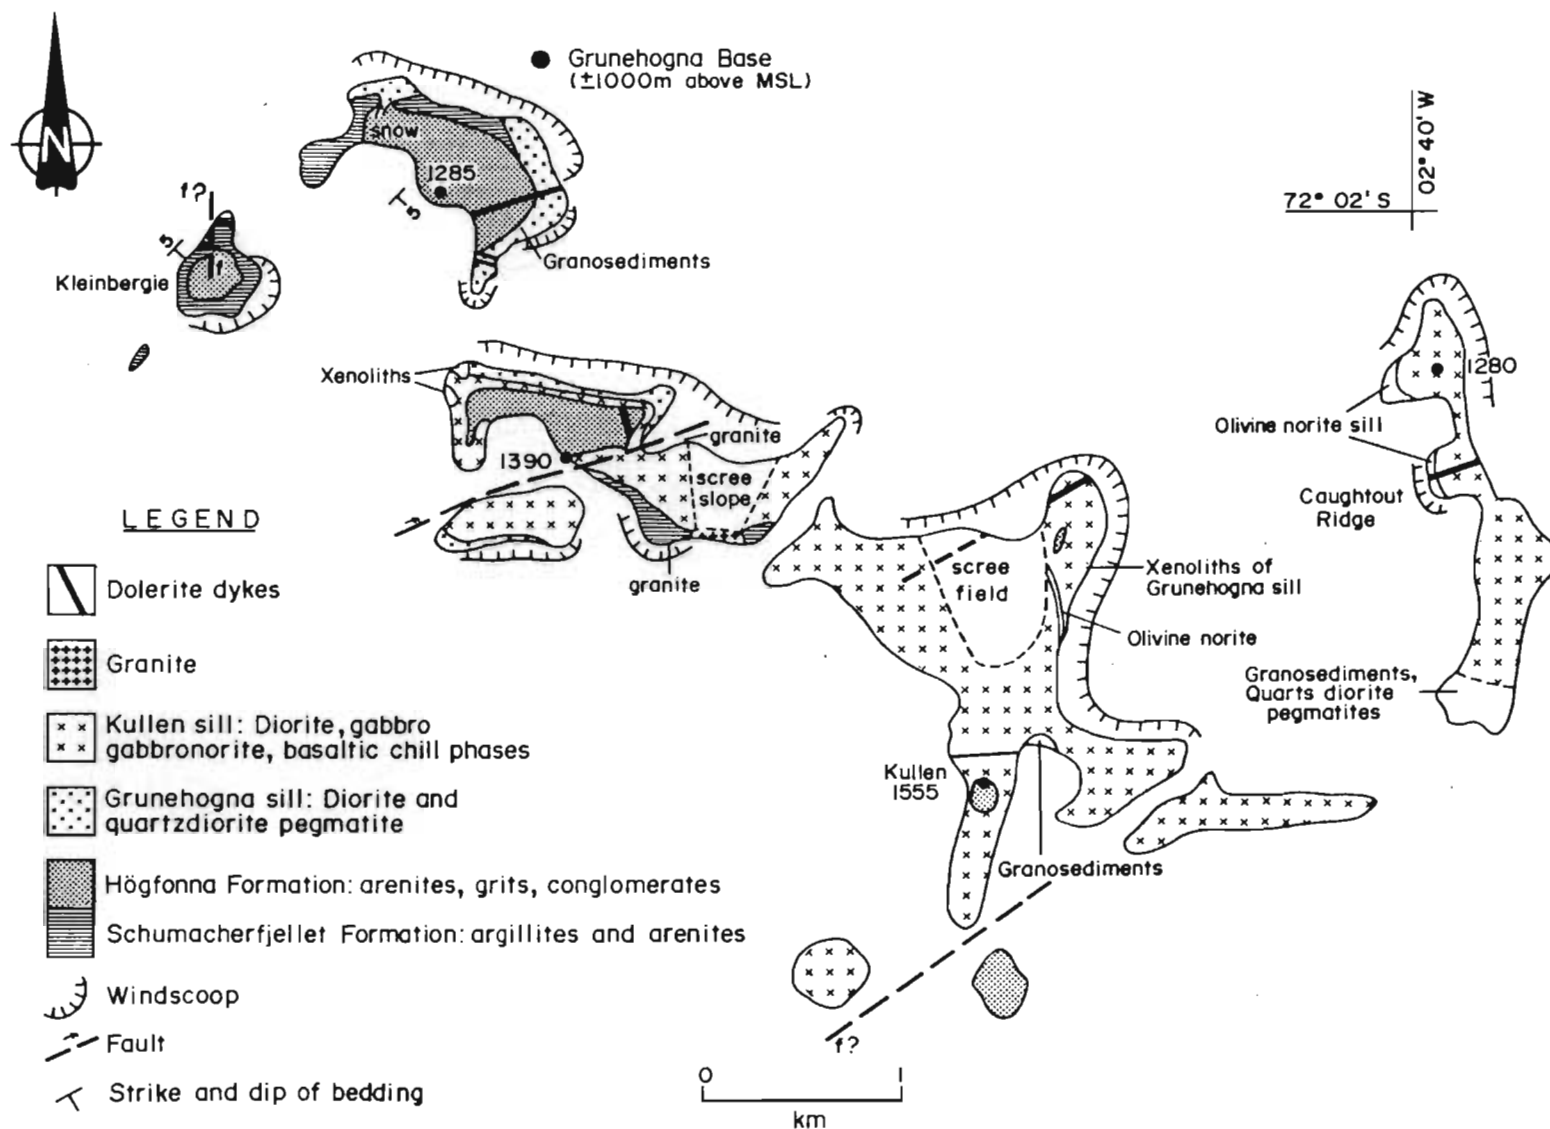 N
Grunehogna Base
(±1000m above MSL)
snow
1285
5
Granosediments
f?
5
f
Kleinbergie
72° 02' S
02° 40' W
Xenoliths
1390
granite
scree
slope
granite
1280
Olivine norite sill
Caughtout
Ridge
scree
field
Xenoliths of
Grunehogna sill
Olivine norite
Granosediments,
Quarts diorite
pegmatites
Kullen
1555
Granosediments
f?
LEGEND
Dolerite dykes
Granite
Kullen sill: Diorite, gabbro
gabbronorite, basaltic chill phases
Grunehogna sill: Diorite and
quartzdiorite pegmatite
Högfonna Formation: arenites, grits, conglomerates
Schumacherfjellet Formation: argillites and arenites
Windscoop
Fault
Strike and dip of bedding
0 1
km